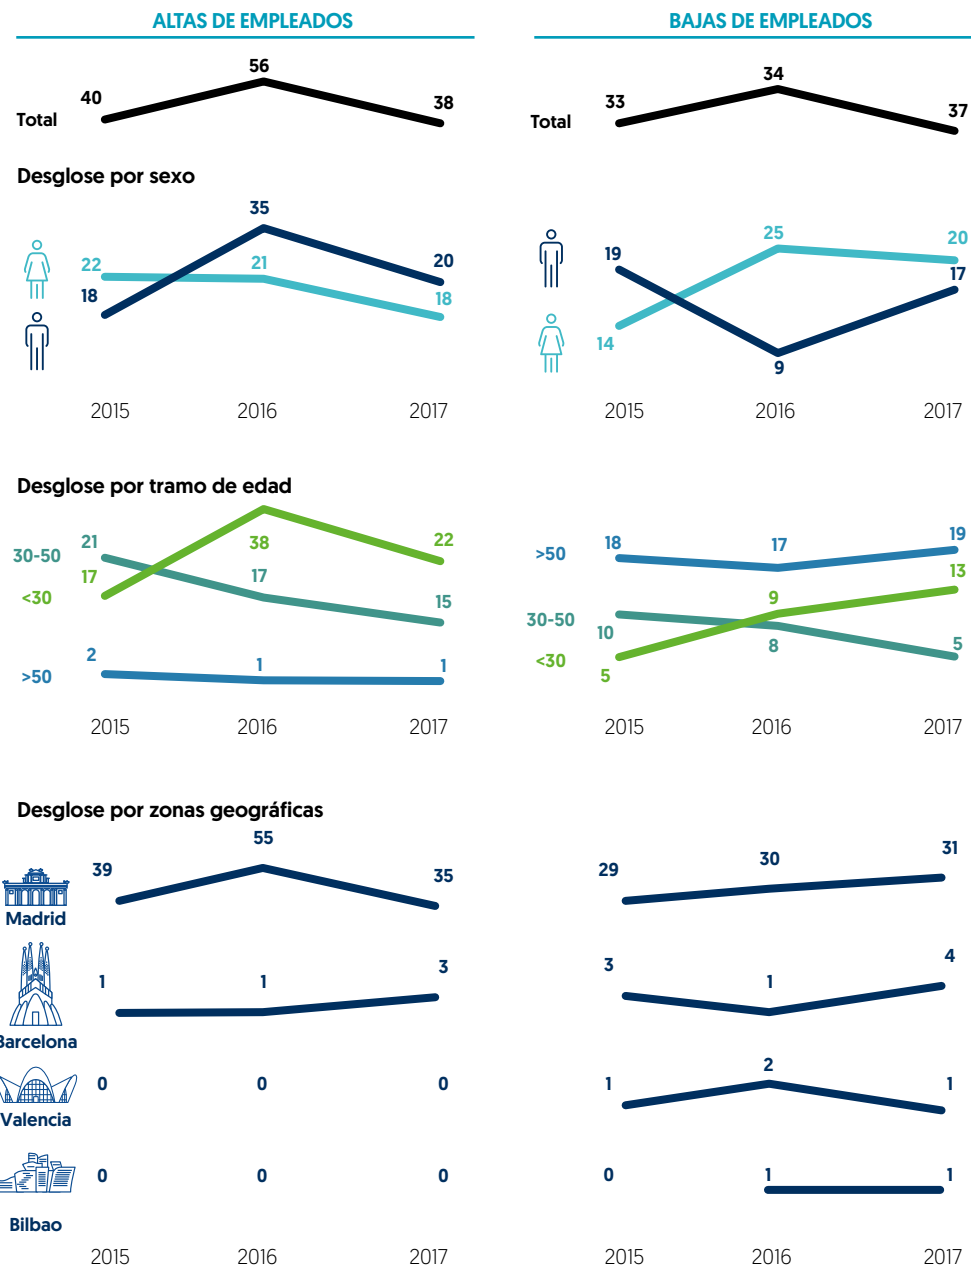 ALTAS DE EMPLEADOS
Total
40
56
38
Desglose por sexo
22
21
18
18
35
20
2015 2016 2017
Desglose por tramo de edad
30-50
21
17
15
<30
17
38
22
>50
2
1
1
2015 2016 2017
BAJAS DE EMPLEADOS
Total
33
34
37
19
9
17
14
25
20
2015 2016 2017
>50
18
17
19
30-50
10
8
5
<30
5
9
13
2015 2016 2017
Desglose por zonas geográficas
Madrid
39 55 35
29 30 31
Barcelona
1 1 3
3 1 4
Valencia
0 0 0
1 2 1
Bilbao
0 0 0
0 1 1
2015 2016 2017
2015 2016 2017